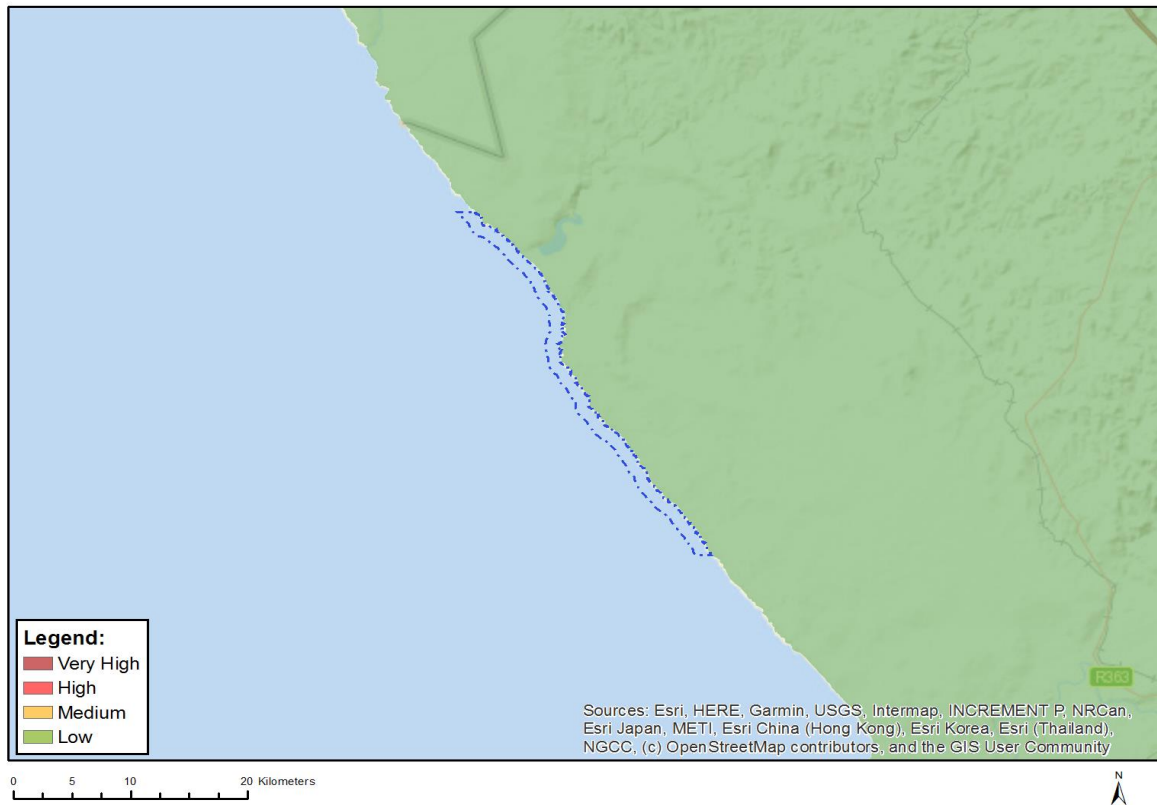 R363
Legend:
Very High
High
Medium
Low
Sources: Esri, HERE, Garmin, USGS, Intermap, INCREMENT P, NRCan,
Esri Japan, METI, Esri China (Hong Kong), Esri Korea, Esri (Thailand),
NGCC, (c) OpenStreetMap contributors, and the GIS User Community
0 5 10 20 Kilometers
N